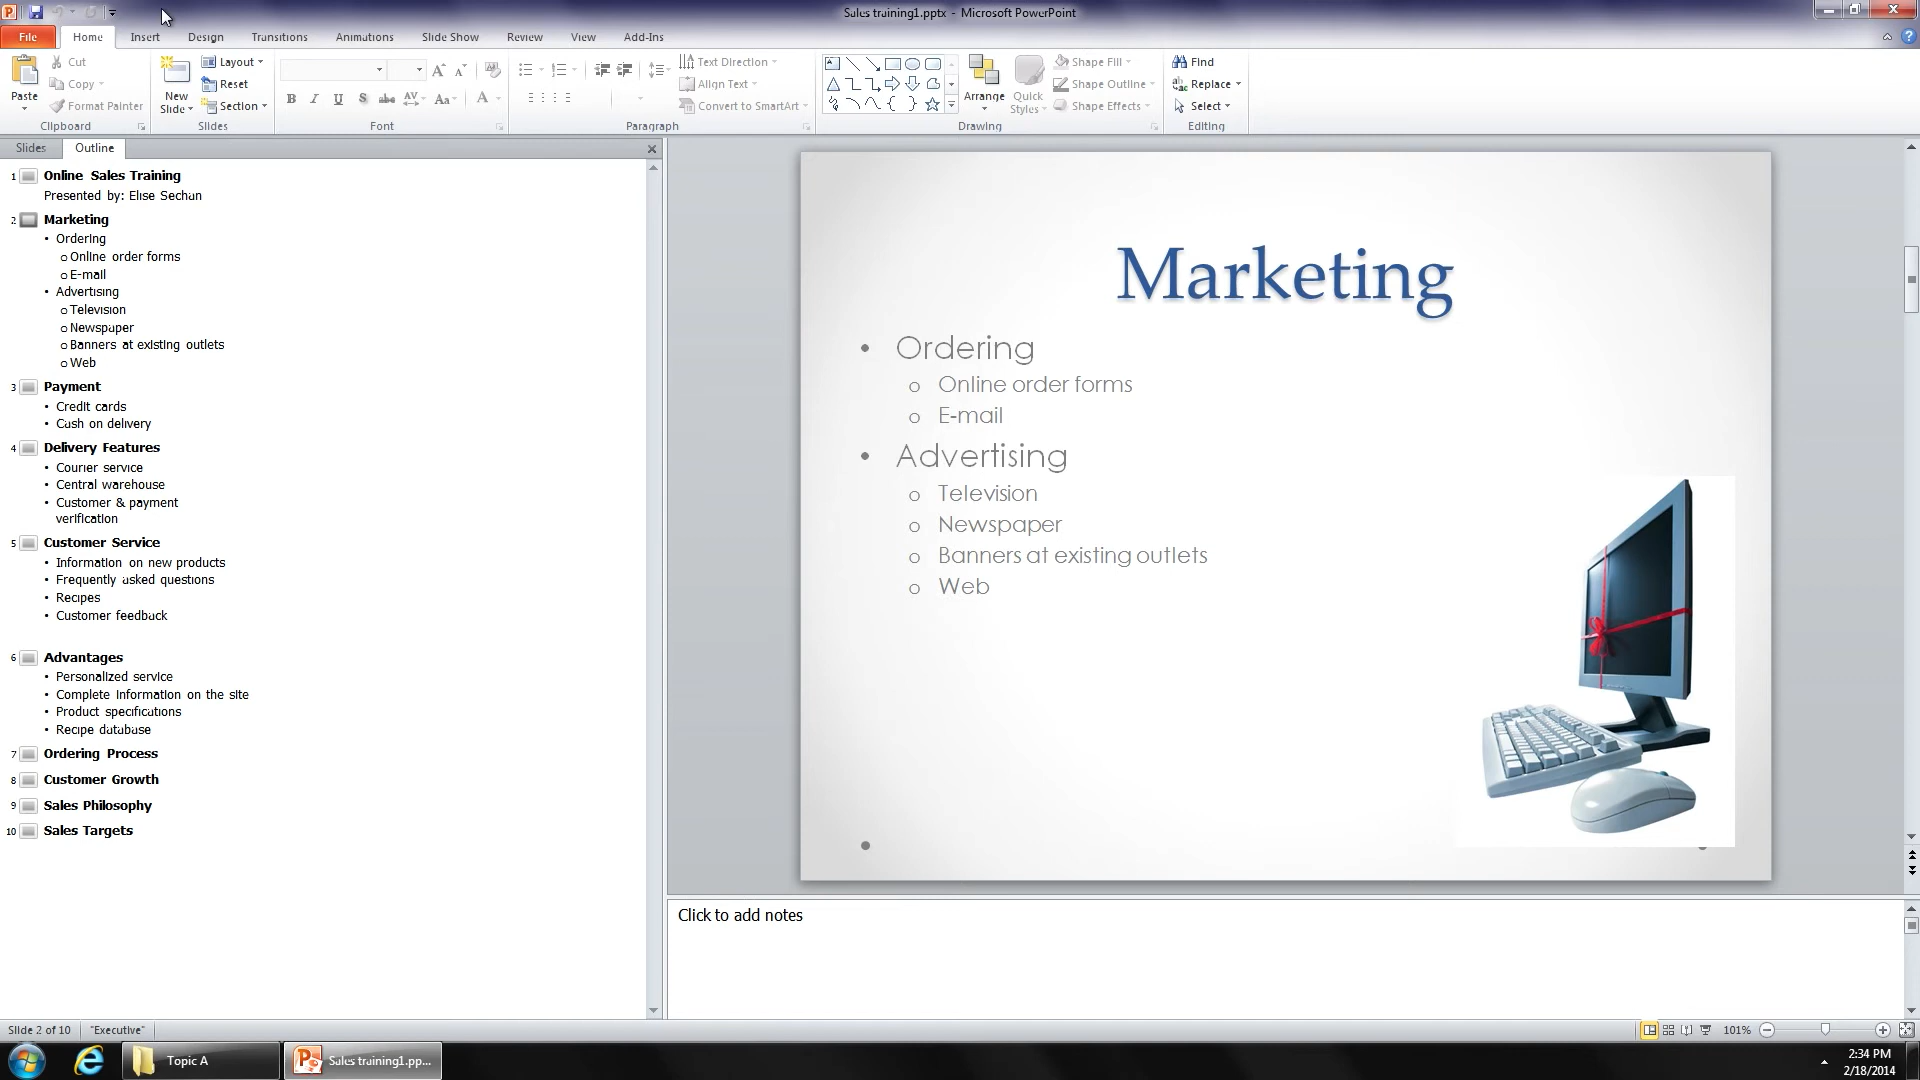 Sales training1.pptx - Microsoft PowerPoint
File Home Insert Design Transitions Animations Slide Show Review View Add-Ins
Paste
Cut
Copy
Format Painter
Clipboard
New Slide
Layout
Reset
Section
Slides
B I U S abc AV Aa A
Font
Text Direction
Align Text
Convert to SmartArt
Paragraph
Arrange
Quick Styles
Shape Fill
Shape Outline
Shape Effects
Drawing
Find
Replace
Select
Editing
Slides Outline
1 Online Sales Training
Presented by: Elise Sechan
2 Marketing
• Ordering
o Online order forms
o E-mail
• Advertising
o Television
o Newspaper
o Banners at existing outlets
o Web
3 Payment
• Credit cards
• Cash on delivery
4 Delivery Features
• Courier service
• Central warehouse
• Customer & payment
verification
5 Customer Service
• Information on new products
• Frequently asked questions
• Recipes
• Customer feedback
6 Advantages
• Personalized service
• Complete information on the site
• Product specifications
• Recipe database
7 Ordering Process
8 Customer Growth
9 Sales Philosophy
10 Sales Targets
Marketing
• Ordering
o Online order forms
o E-mail
• Advertising
o Television
o Newspaper
o Banners at existing outlets
o Web
Click to add notes
Slide 2 of 10 "Executive" 101%
Topic A Sales training1.pp...
2:34 PM
2/18/2014